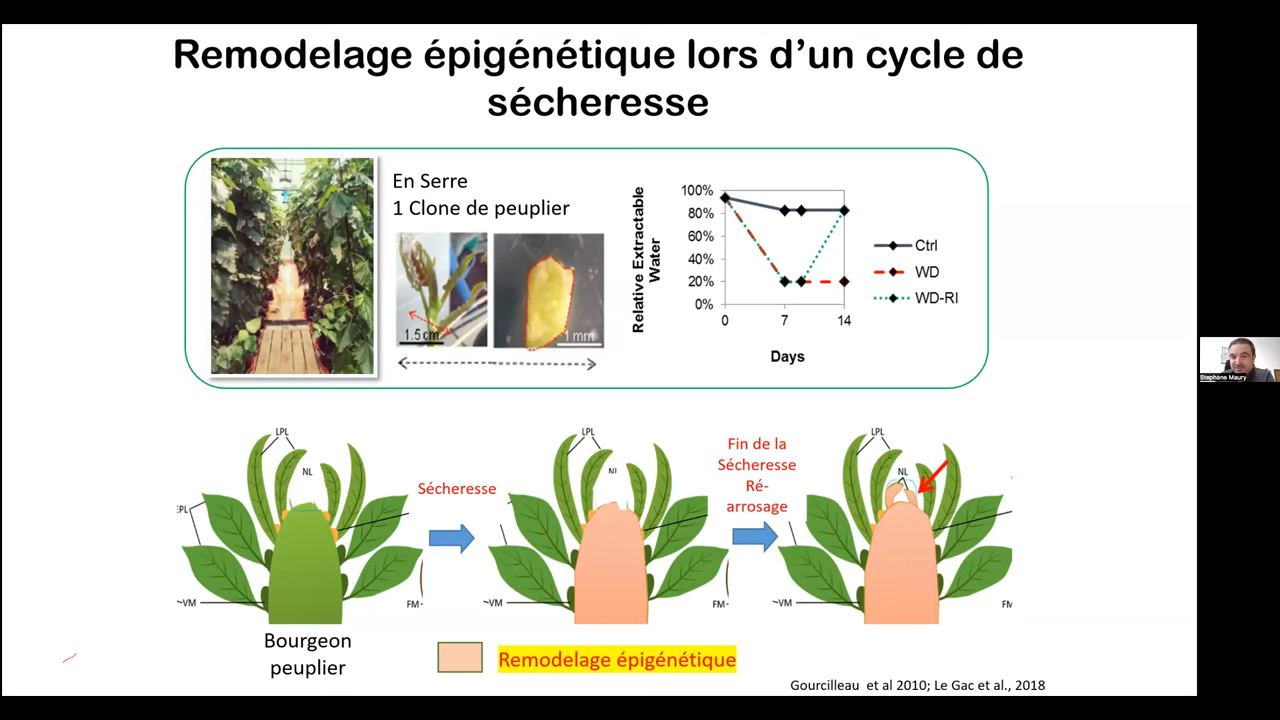 Remodelage épigénétique lors d’un cycle de
sécheresse
En Serre
1 Clone de peuplier
1.5 cm
1 mm
Relative Extractable
Water
100%
80%
60%
40%
20%
0%
0
7
14
Days
Ctrl
WD
WD-RI
Stephane Maury
LPL
NL
EPL
VM
FM
Sécheresse
LPL
VM
FM
Fin de la
Sécheresse
Ré-
arrosage
LPL
NL
VM
FM
Bourgeon
peuplier
Remodelage épigénétique
Gourcilleau et al 2010; Le Gac et al., 2018